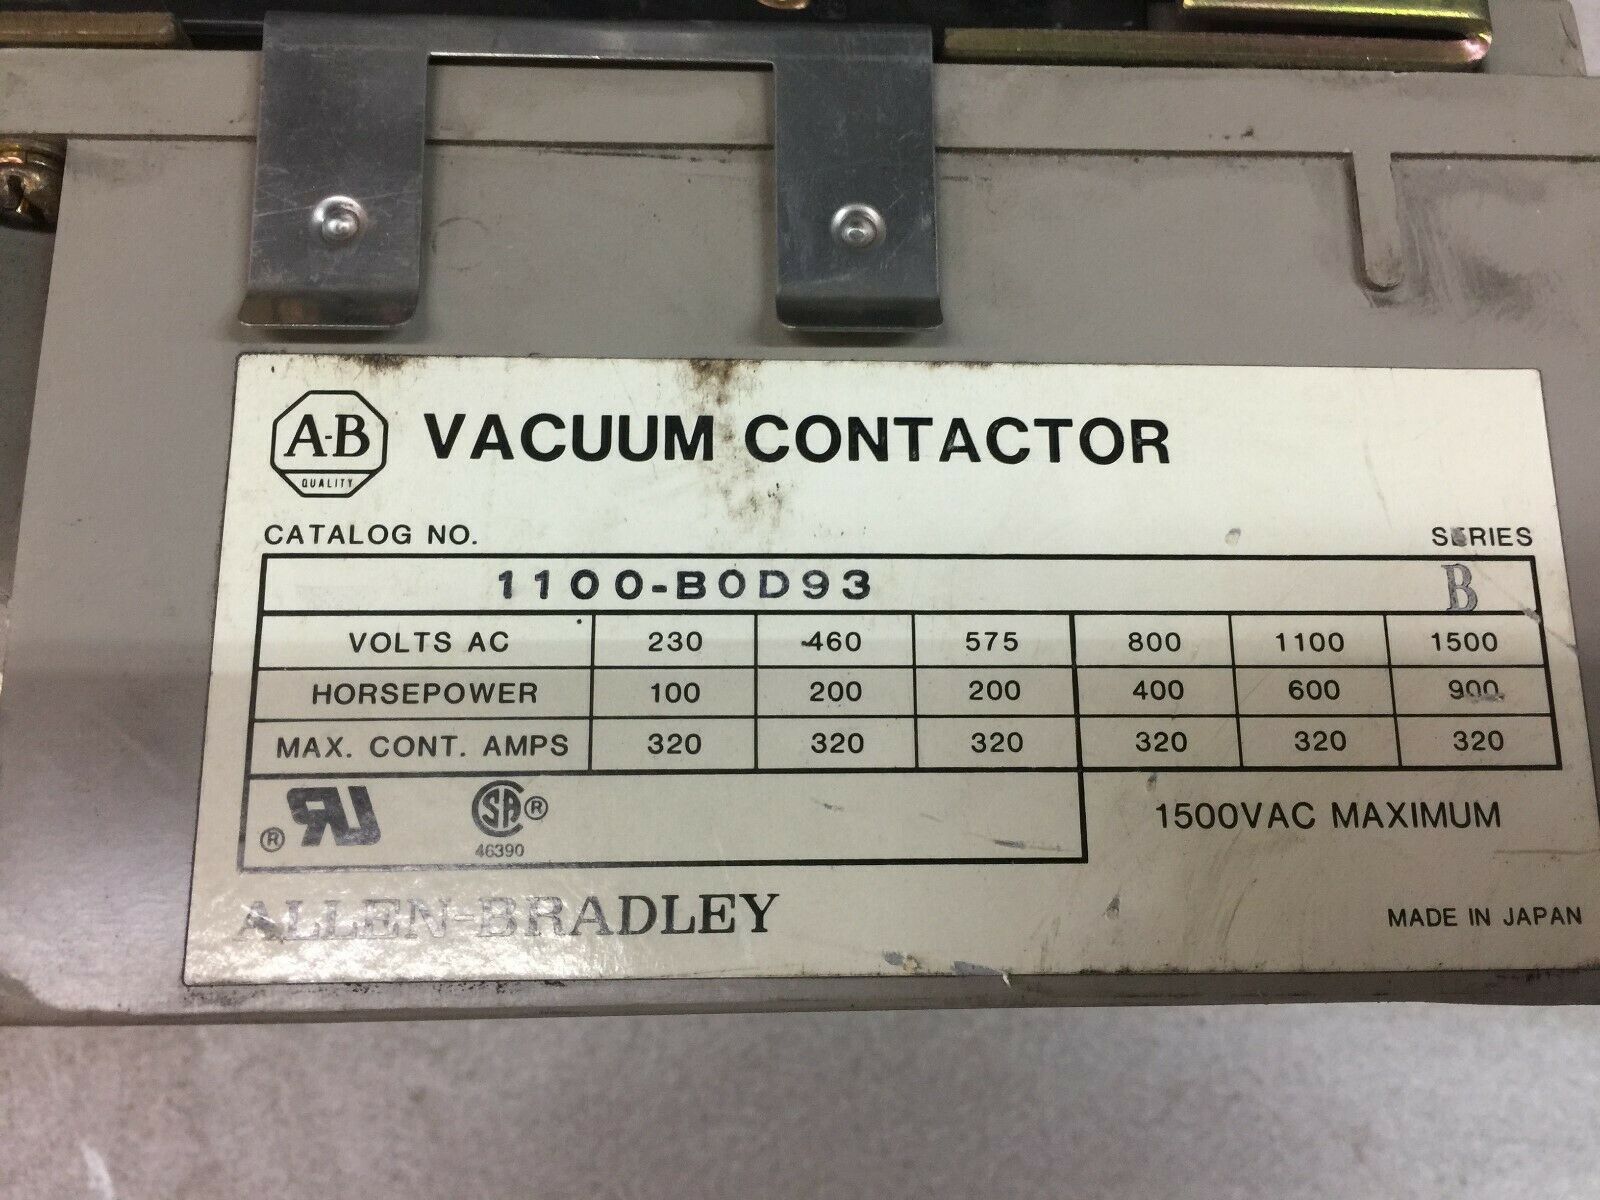 A-B
QUALITY
VACUUM CONTACTOR
CATALOG NO.
SERIES
1100-B0D93
B
VOLTS AC 230 460 575 800 1100 1500
HORSEPOWER 100 200 200 400 600 900
MAX. CONT. AMPS 320 320 320 320 320 320
® RU
SA ®
46390
1500VAC MAXIMUM
ALLEN-BRADLEY
MADE IN JAPAN